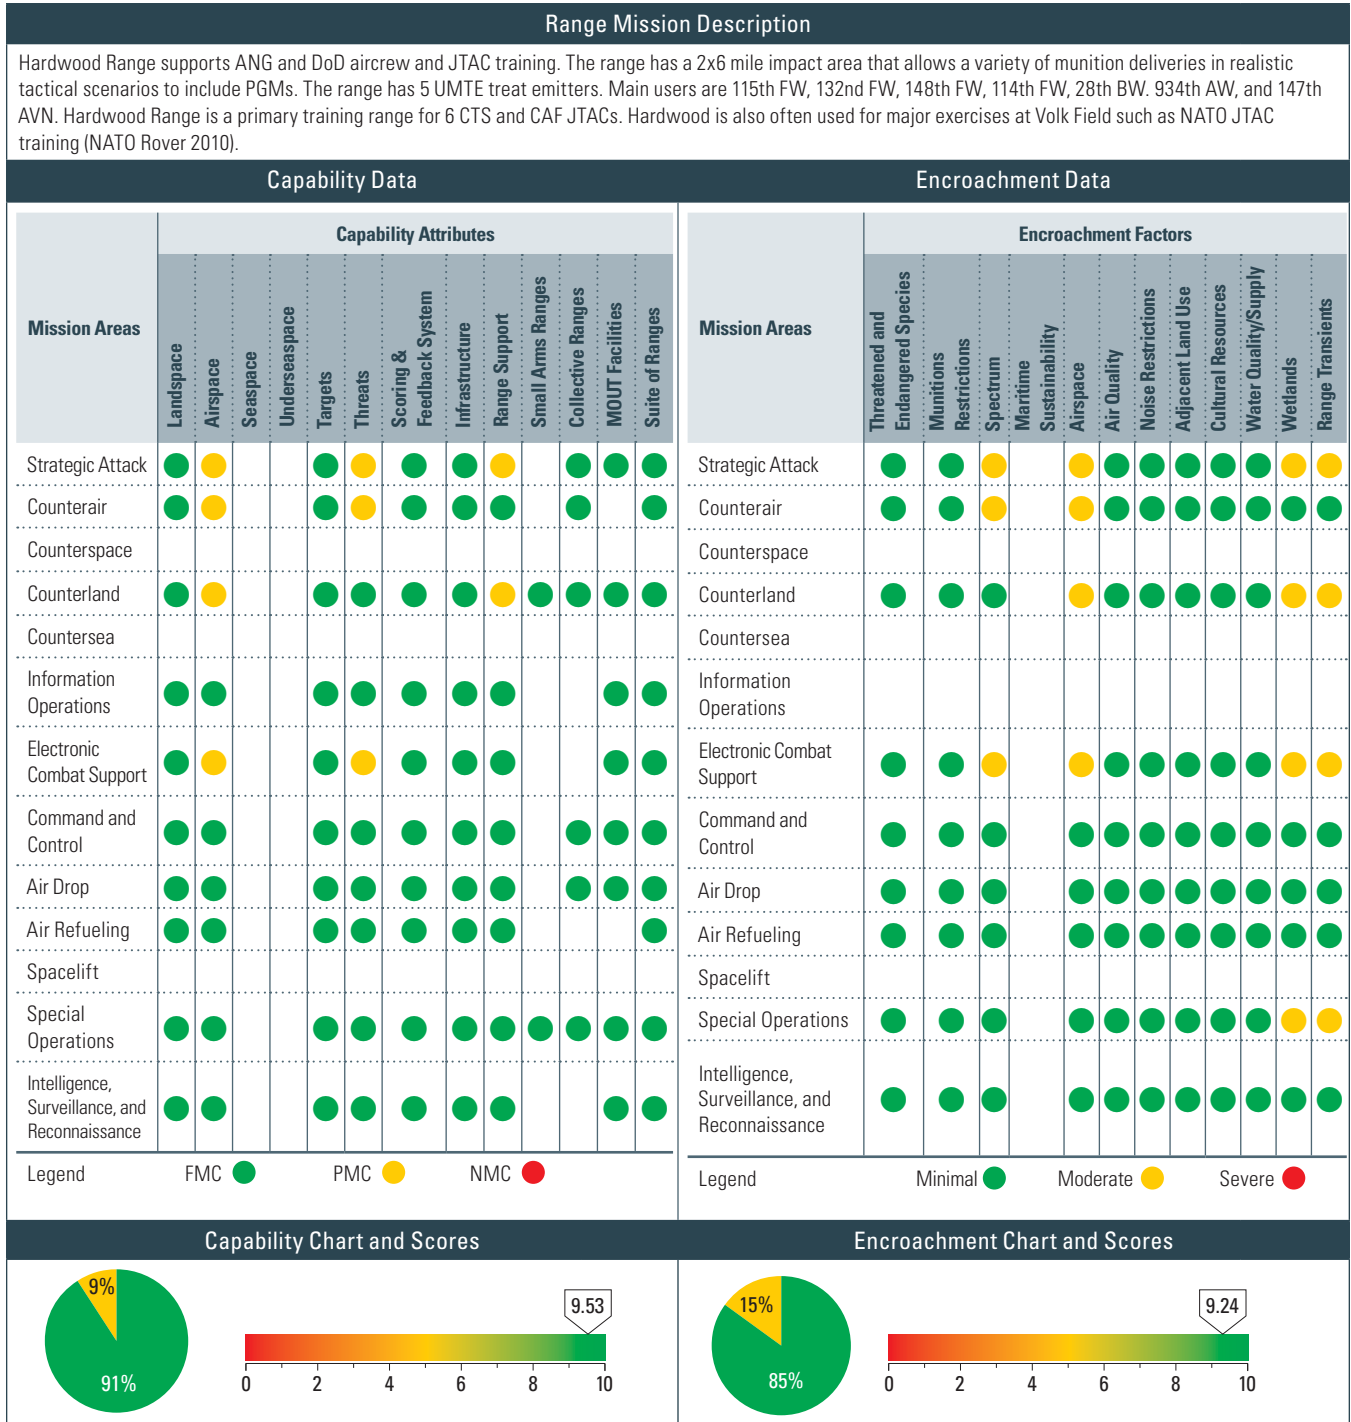 Range Mission Description
Hardwood Range supports ANG and DoD aircrew and JTAC training. The range has a 2x6 mile impact area that allows a variety of munition deliveries in realistic
tactical scenarios to include PGMs. The range has 5 UMTE treat emitters. Main users are 115th FW, 132nd FW, 148th FW, 114th FW, 28th BW. 934th AW, and 147th
AVN. Hardwood Range is a primary training range for 6 CTS and CAF JTACs. Hardwood is also often used for major exercises at Volk Field such as NATO JTAC
training (NATO Rover 2010).
Capability Data
Mission Areas
Capability Attributes
Landspace
Airspace
Seaspace
Underseaspace
Targets
Threats
Scoring &
Feedback System
Infrastructure
Range Support
Small Arms Ranges
Collective Ranges
MOUT Facilities
Suite of Ranges
Strategic Attack
Counterair
Counterspace
Counterland
Countersea
Information
Operations
Electronic
Combat Support
Command and
Control
Air Drop
Air Refueling
Spacelift
Special
Operations
Intelligence,
Surveillance, and
Reconnaissance
Legend FMC PMC NMC
Encroachment Data
Mission Areas
Encroachment Factors
Threatened and
Endangered Species
Munitions
Restrictions
Spectrum
Maritime
Sustainability
Airspace
Air Quality
Noise Restrictions
Adjacent Land Use
Cultural Resources
Water Quality/Supply
Wetlands
Range Transients
Strategic Attack
Counterair
Counterspace
Counterland
Countersea
Information
Operations
Electronic Combat
Support
Command and
Control
Air Drop
Air Refueling
Spacelift
Special Operations
Intelligence,
Surveillance, and
Reconnaissance
Legend Minimal Moderate Severe
Capability Chart and Scores
9%
91%
9.53
0 2 4 6 8 10
Encroachment Chart and Scores
15%
85%
9.24
0 2 4 6 8 10